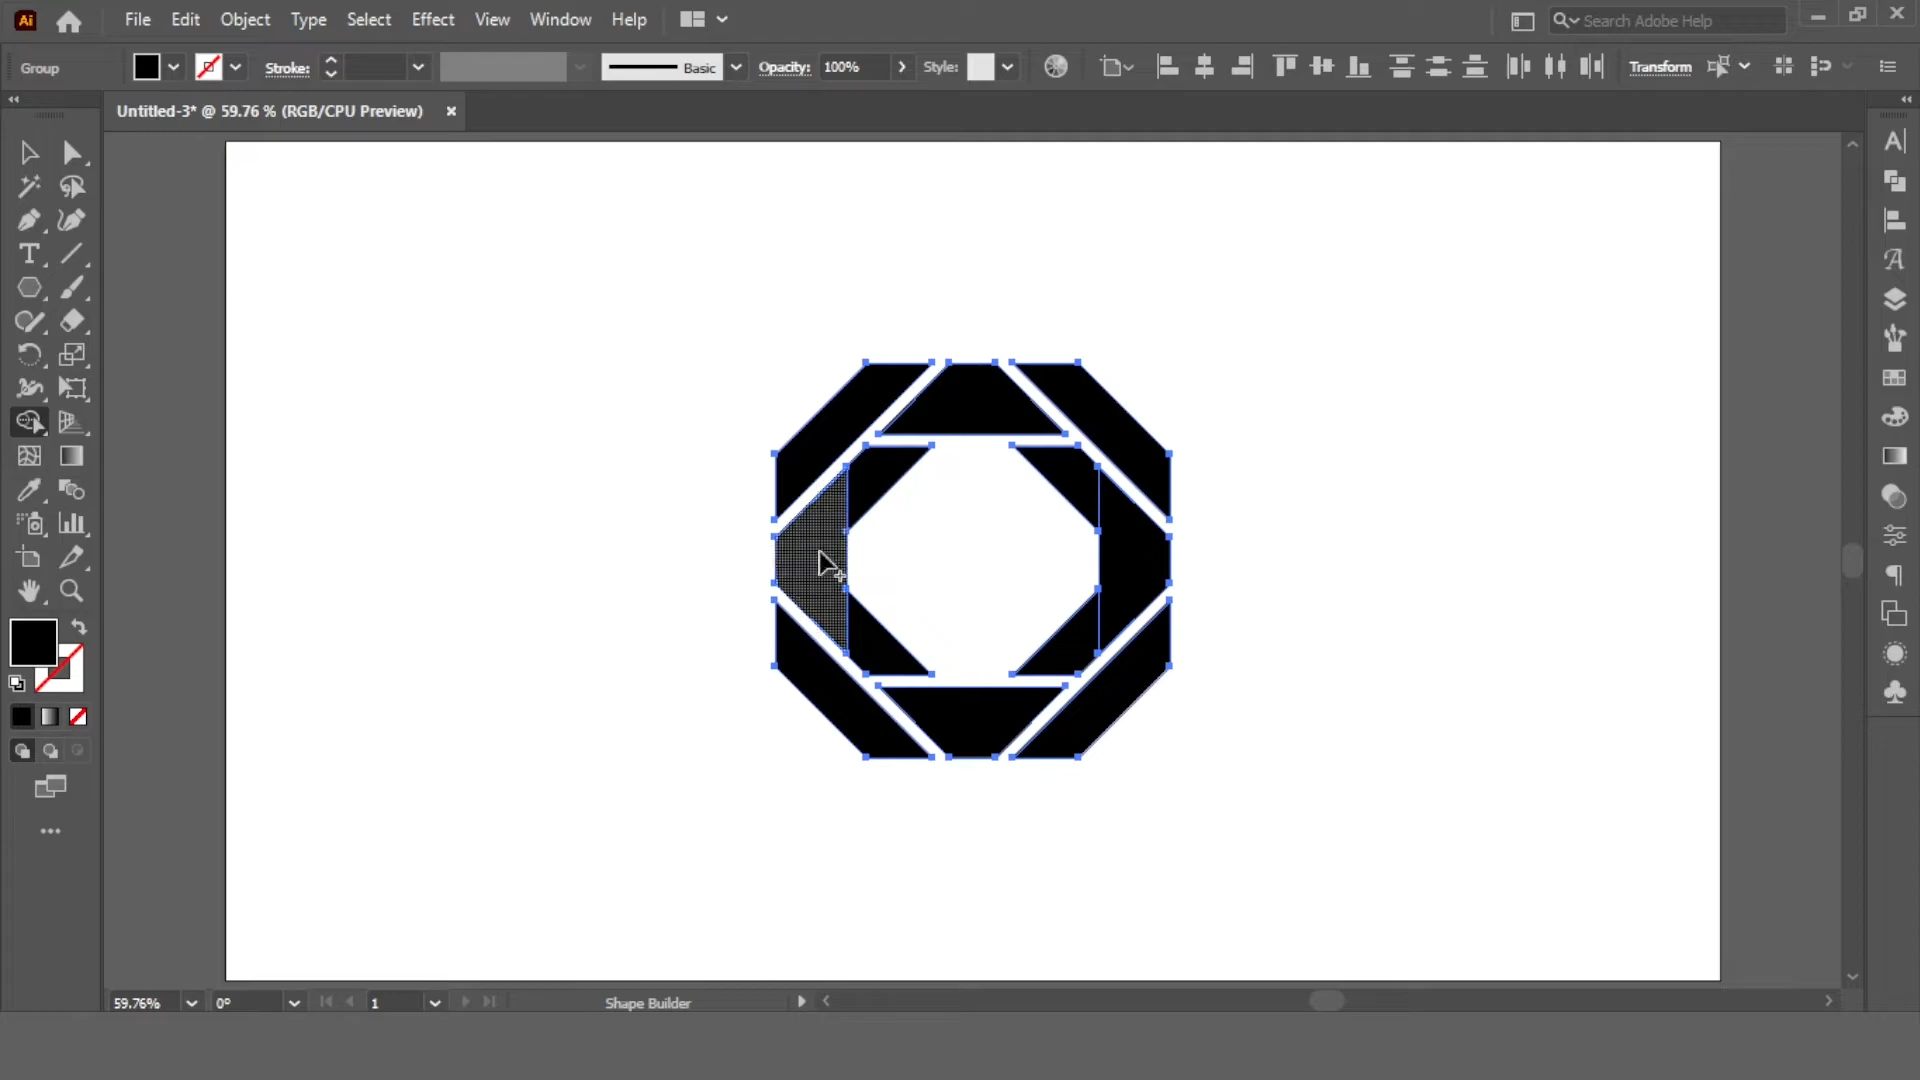 Ai File Edit Object Type Select Effect View Window Help Search Adobe Help
Group Stroke: Basic Opacity: 100% Style: Transform
Untitled-3* @ 59.76 % (RGB/CPU Preview)
59.76% 0° 1 Shape Builder